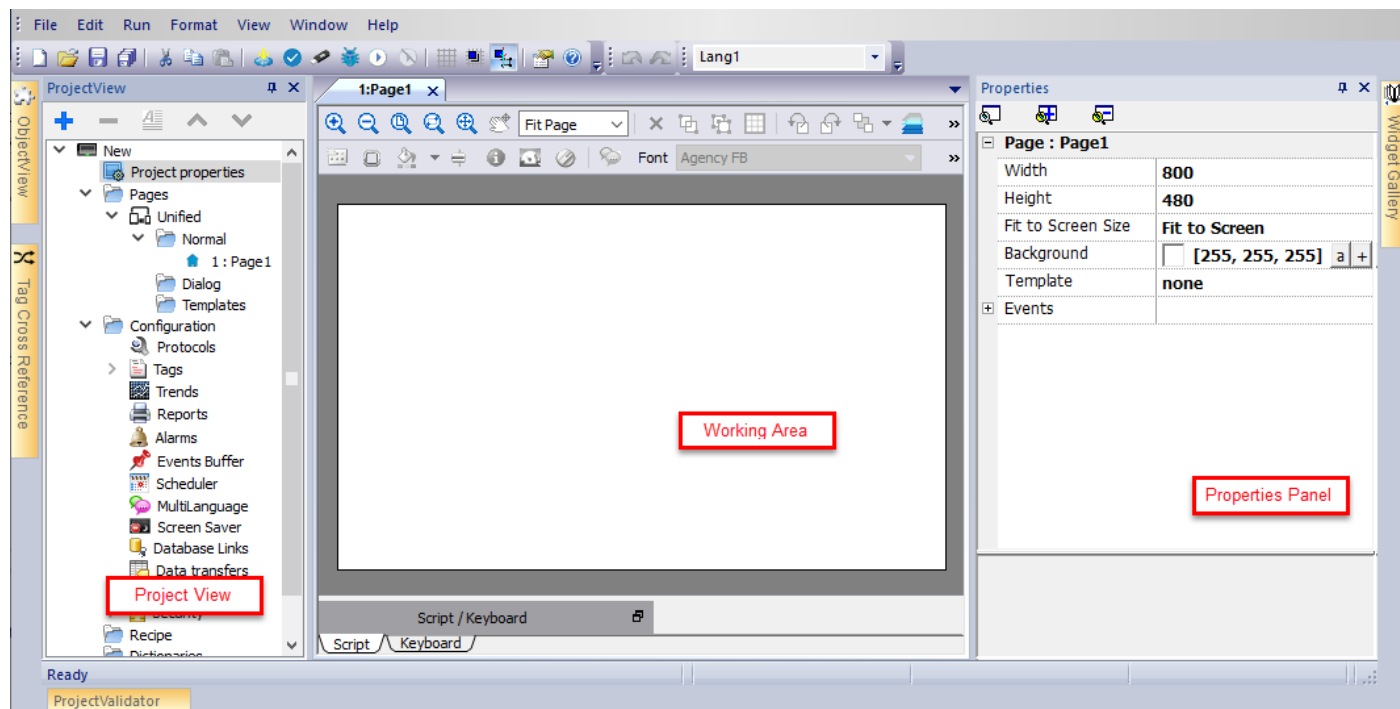 File Edit Run Format View Window Help
Lang1
ObjectView
Tag Cross Reference
ProjectView
New
Project properties
Pages
Unified
Normal
1 : Page1
Dialog
Templates
Configuration
Protocols
Tags
Trends
Reports
Alarms
Events Buffer
Scheduler
MultiLanguage
Screen Saver
Database Links
Data transfers
Project View
Security
Recipe
Dictionaries
1:Page1
Fit Page
Font Agency FB
Working Area
Script / Keyboard
Script Keyboard
Properties
Page : Page1
Width 800
Height 480
Fit to Screen Size Fit to Screen
Background [255, 255, 255] a +
Template none
Events
Properties Panel
Widget Gallery
Ready
ProjectValidator